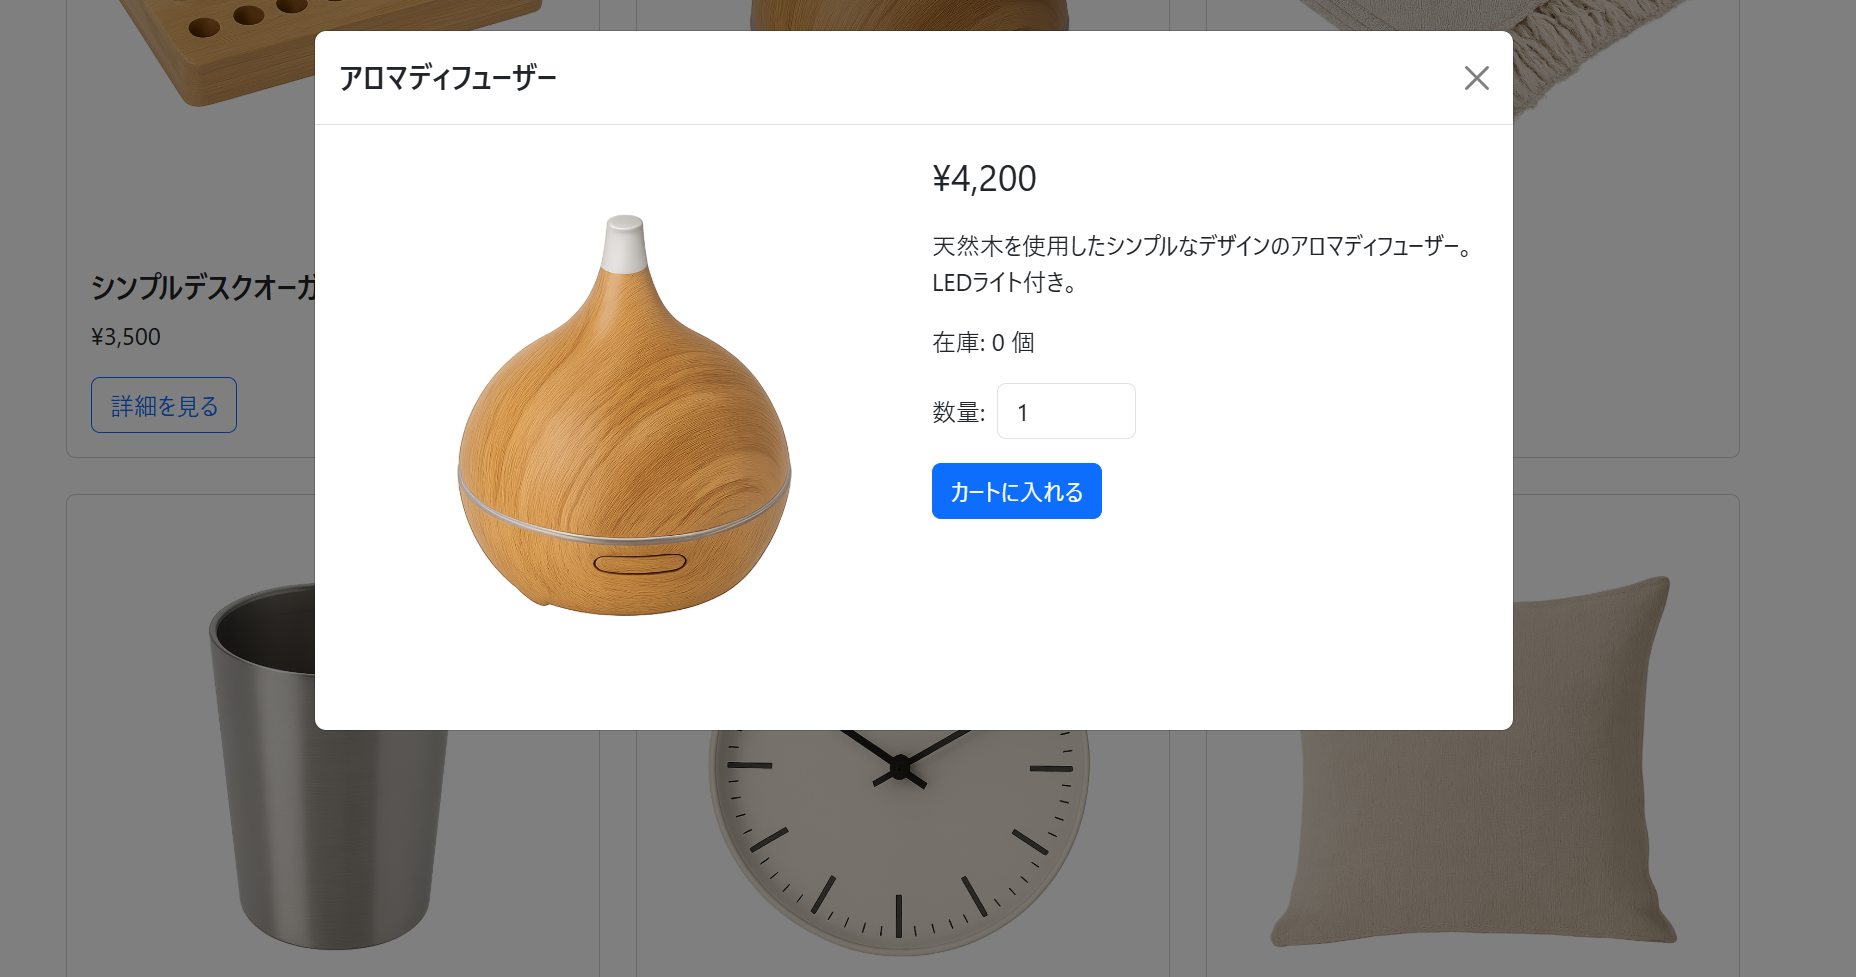 アロマディフューザー
¥4,200
天然木を使用したシンプルなデザインのアロマディフューザー。
LEDライト付き。
在庫: 0 個
数量: 1
カートに入れる
シンプルデスクオーガ
¥3,500
詳細を見る